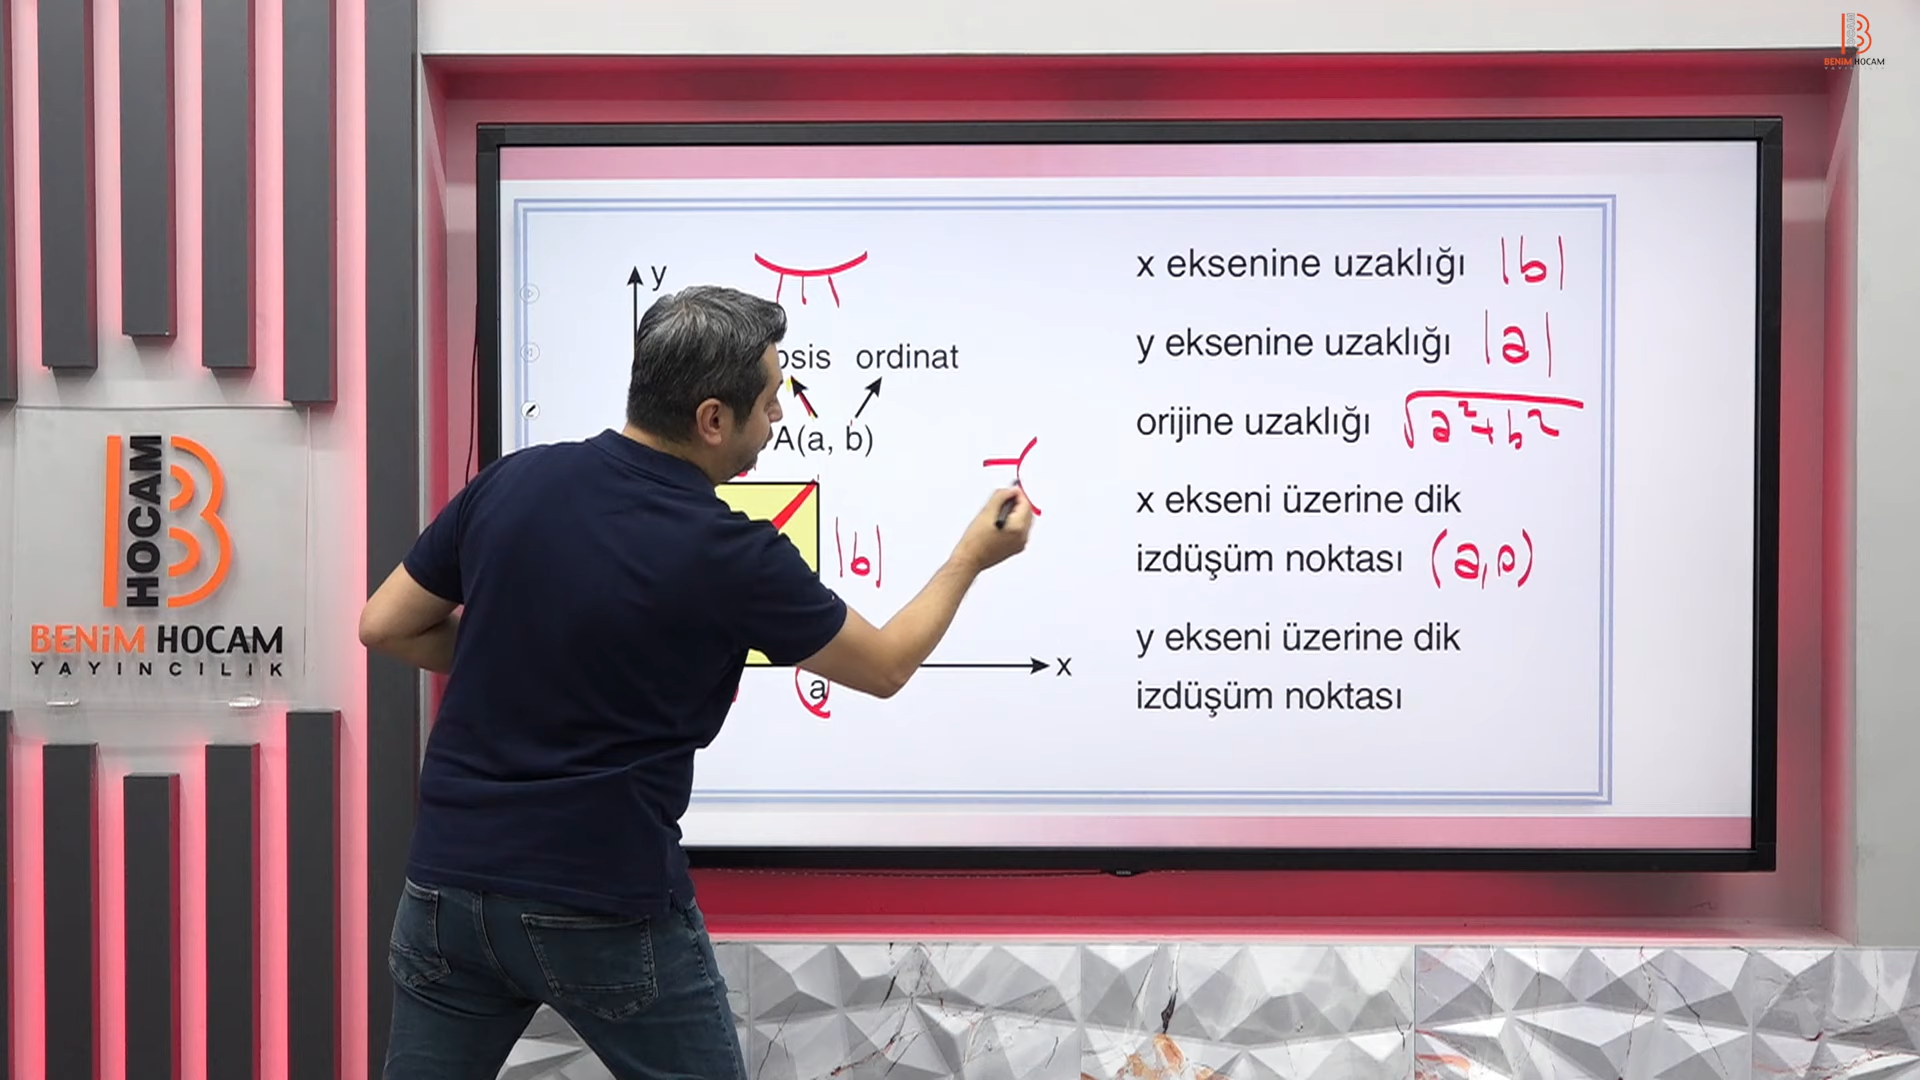 BENİM HOCAM
HOCAM
BENİM HOCAM
YAYINCILIK
y
ordinat
A(a, b)
|b|
a
x
x eksenine uzaklığı |b|
y eksenine uzaklığı |a|
orijine uzaklığı √a²+b²
x ekseni üzerine dik
izdüşüm noktası (a,0)
y ekseni üzerine dik
izdüşüm noktası